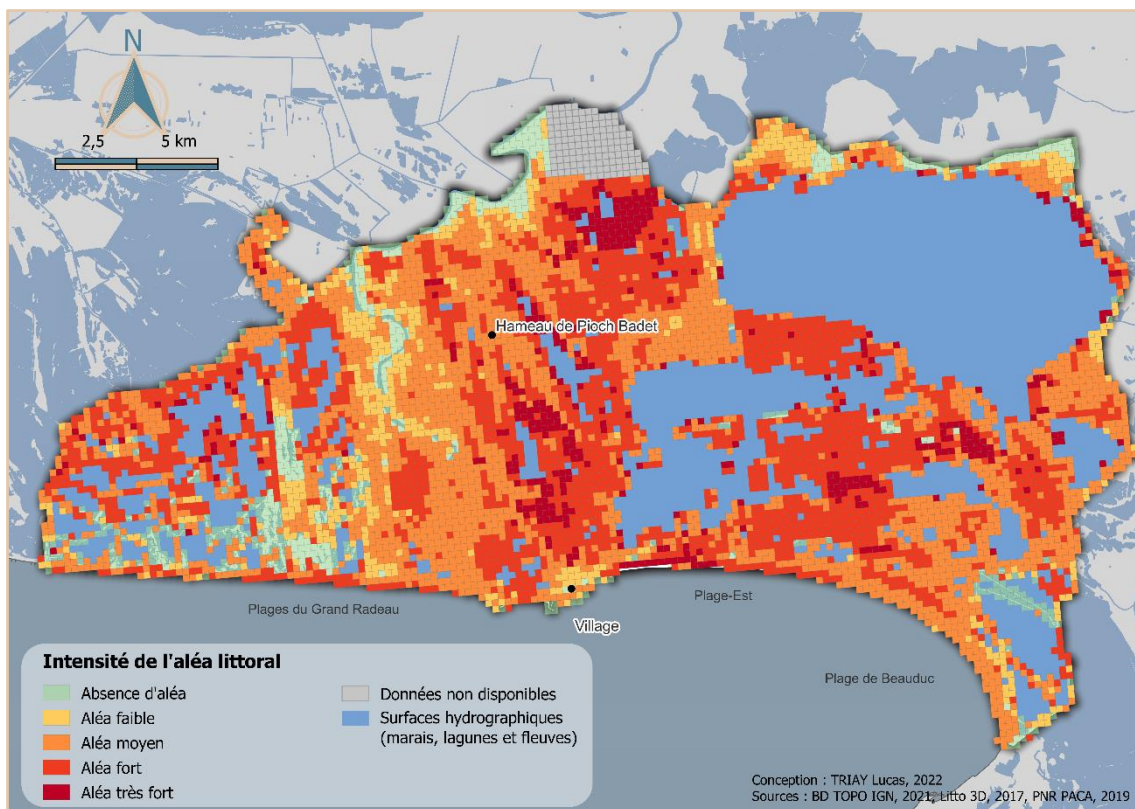 N
2,5 5 km
Hameau de Pioch Badet
Plages du Grand Radeau
Plage-Est
Village
Plage de Beauduc
Intensité de l'aléa littoral
Absence d'aléa
Aléa faible
Aléa moyen
Aléa fort
Aléa très fort
Données non disponibles
Surfaces hydrographiques
(marais, lagunes et fleuves)
Conception : TRIAY Lucas, 2022
Sources : BD TOPO IGN, 2021, Litto 3D, 2017, PNR PACA, 2019